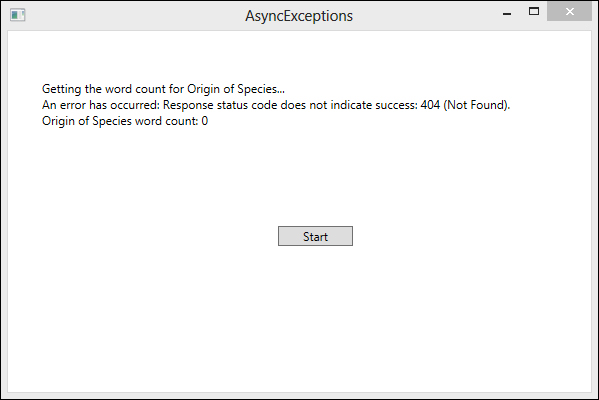 AsyncExceptions
Getting the word count for Origin of Species...
An error has occurred: Response status code does not indicate success: 404 (Not Found).
Origin of Species word count: 0
Start